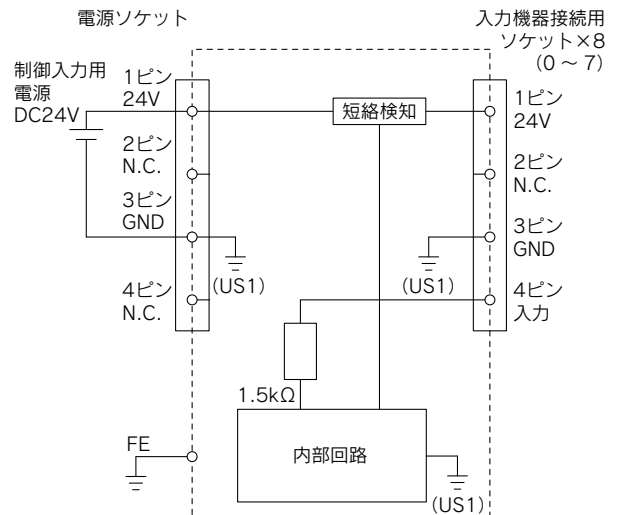 電源ソケット
入力機器接続用
ソケット×8
（0 ～ 7）
制御入力用
電源
DC24V
1ピン
24V
2ピン
N.C.
3ピン
GND
4ピン
N.C.
(US1)
短絡検知
1ピン
24V
2ピン
N.C.
3ピン
GND
(US1)
4ピン
入力
1.5kΩ
FE
内部回路
(US1)